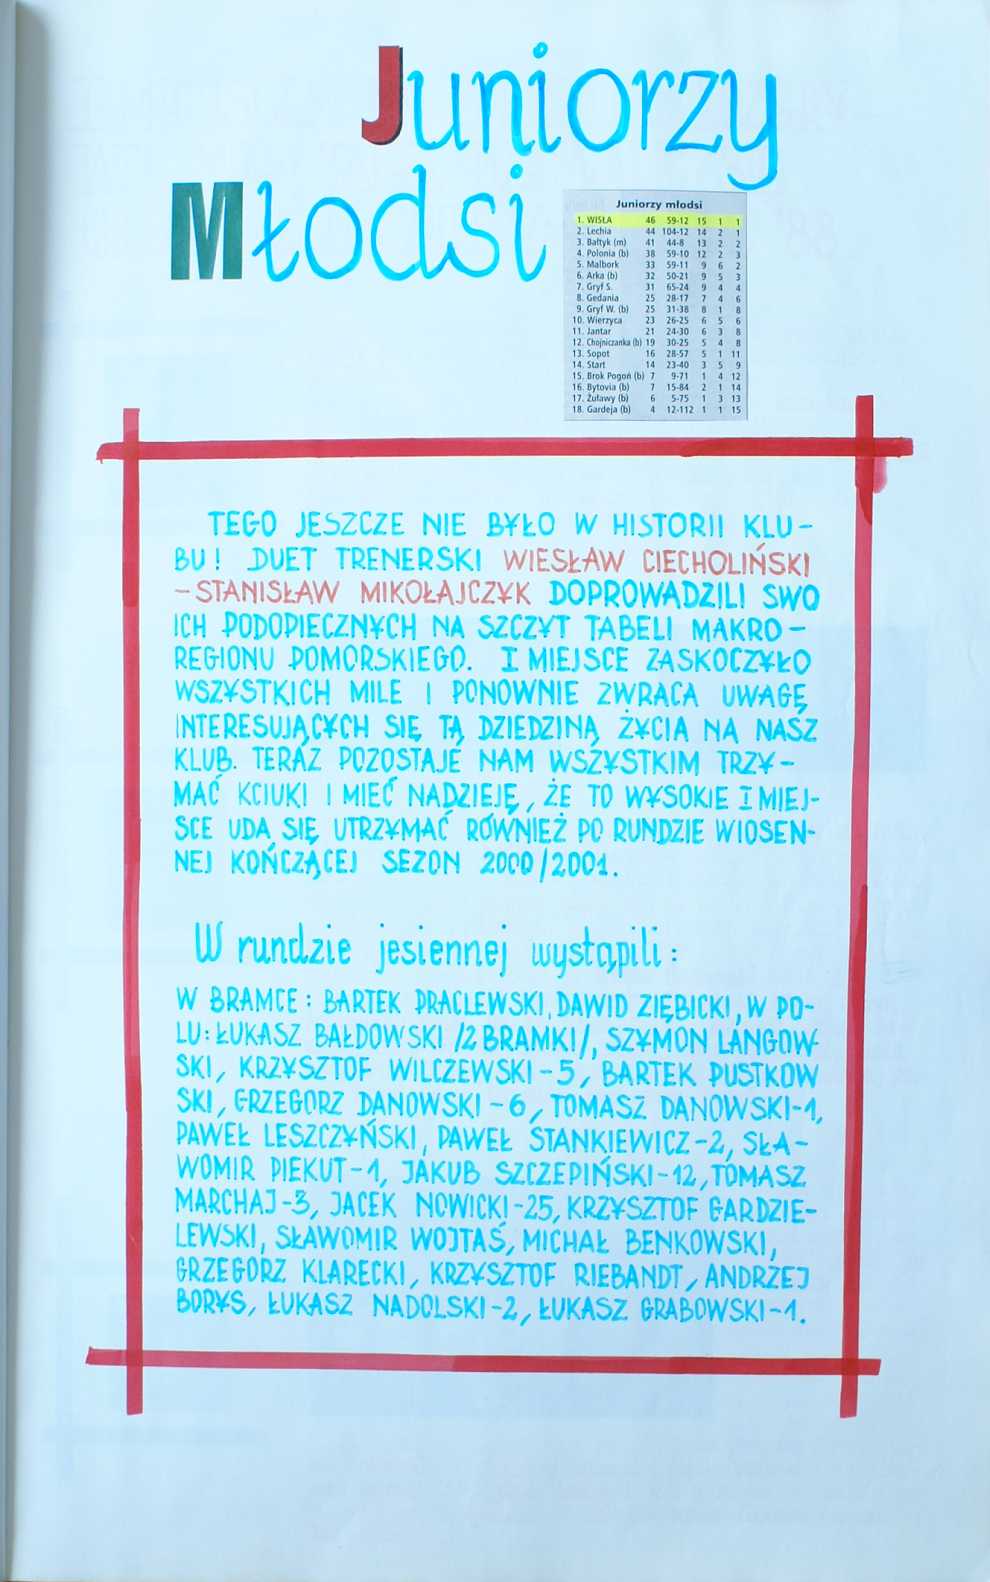 Juniorzy
Młodsi
Juniorzy młodsi
1. WISŁA 46 59-12 15 1 1
2. Lechia 44 104-12 14 2 1
3. Bałtyk (m) 41 44-8 13 2 2
4. Polonia (b) 38 59-10 12 2 3
5. Malbork 33 59-11 9 6 2
6. Arka (b) 32 50-21 9 5 3
7. Gryf S. 31 65-24 9 4 4
8. Gedania 25 28-17 7 4 6
9. Gryf W. (b) 25 31-38 8 1 8
10. Wierzyca 23 26-25 6 5 6
11. Jantar 21 24-30 6 3 8
12. Chojniczanka (b) 19 30-25 5 4 8
13. Sopot 16 28-57 5 1 11
14. Start 14 23-40 3 5 9
15. Brok Pogoń (b) 7 9-71 1 4 12
16. Bytovia (b) 7 15-84 2 1 14
17. Żuławy (b) 6 5-75 1 3 13
18. Gardeja (b) 4 12-112 1 1 15
TEGO JESZCZE NIE BYŁO W HISTORII KLU-
BU! DUET TRENERSKI WIESŁAW CIECHOLIŃSKI
-STANISŁAW MIKOŁAJCZYK DOPROWADZILI SWO
ICH PODOPIECZNYCH NA SZCZYT TABELI MAKRO-
REGIONU POMORSKIEGO. I MIEJSCE ZASKOCZYŁO
WSZYSTKICH MILE I PONOWNIE ZWRACA UWAGĘ
INTERESUJĄCYCH SIĘ TĄ DZIEDZINĄ ŻYCIA NA NASZ
KLUB. TERAZ POZOSTAJE NAM WSZYSTKIM TRZY-
MAĆ KCIUKI I MIEĆ NADZIEJĘ, ŻE TO WYSOKIE I MIEJ-
SCE UDA SIĘ UTRZYMAĆ RÓWNIEŻ PO RUNDZIE WIOSEN-
NEJ KOŃCZĄCEJ SEZON 2000/2001.
W rundzie jesiennej wystąpili:
W BRAMCE: BARTEK PRACLEWSKI, DAWID ZIĘBICKI, W PO-
LU: ŁUKASZ BAŁDOWSKI /2 BRAMKI/, SZYMON LANGOW-
SKI, KRZYSZTOF WILCZEWSKI-5, BARTEK PUSTKOW
SKI, GRZEGORZ DANOWSKI-6, TOMASZ DANOWSKI-1,
PAWEŁ LESZCZYŃSKI, PAWEŁ STANKIEWICZ-2, SŁA-
WOMIR PIEKUT-1, JAKUB SZCZEPIŃSKI-12, TOMASZ
MARCHAJ-3, JACEK NOWICKI-25, KRZYSZTOF GARDZIE-
LEWSKI, SŁAWOMIR WOJTAŚ, MICHAŁ BENKOWSKI,
GRZEGORZ KLARECKI, KRZYSZTOF RIEBANDT, ANDRZEJ
BORYS, ŁUKASZ NADOLSKI-2, ŁUKASZ GRABOWSKI-1.